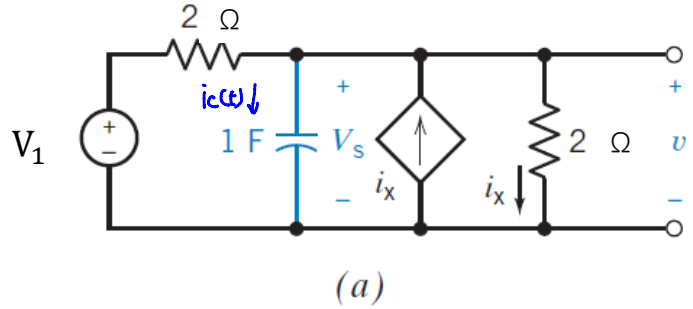 2 Ω
+
ic(t)↓
+
+
V₁
−
1 F
Vs
2 Ω
v
ix
ix
−
−
(a)